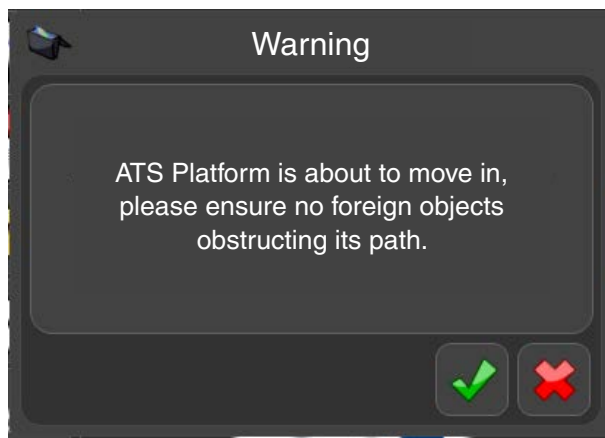 Warning
ATS Platform is about to move in,
please ensure no foreign objects
obstructing its path.